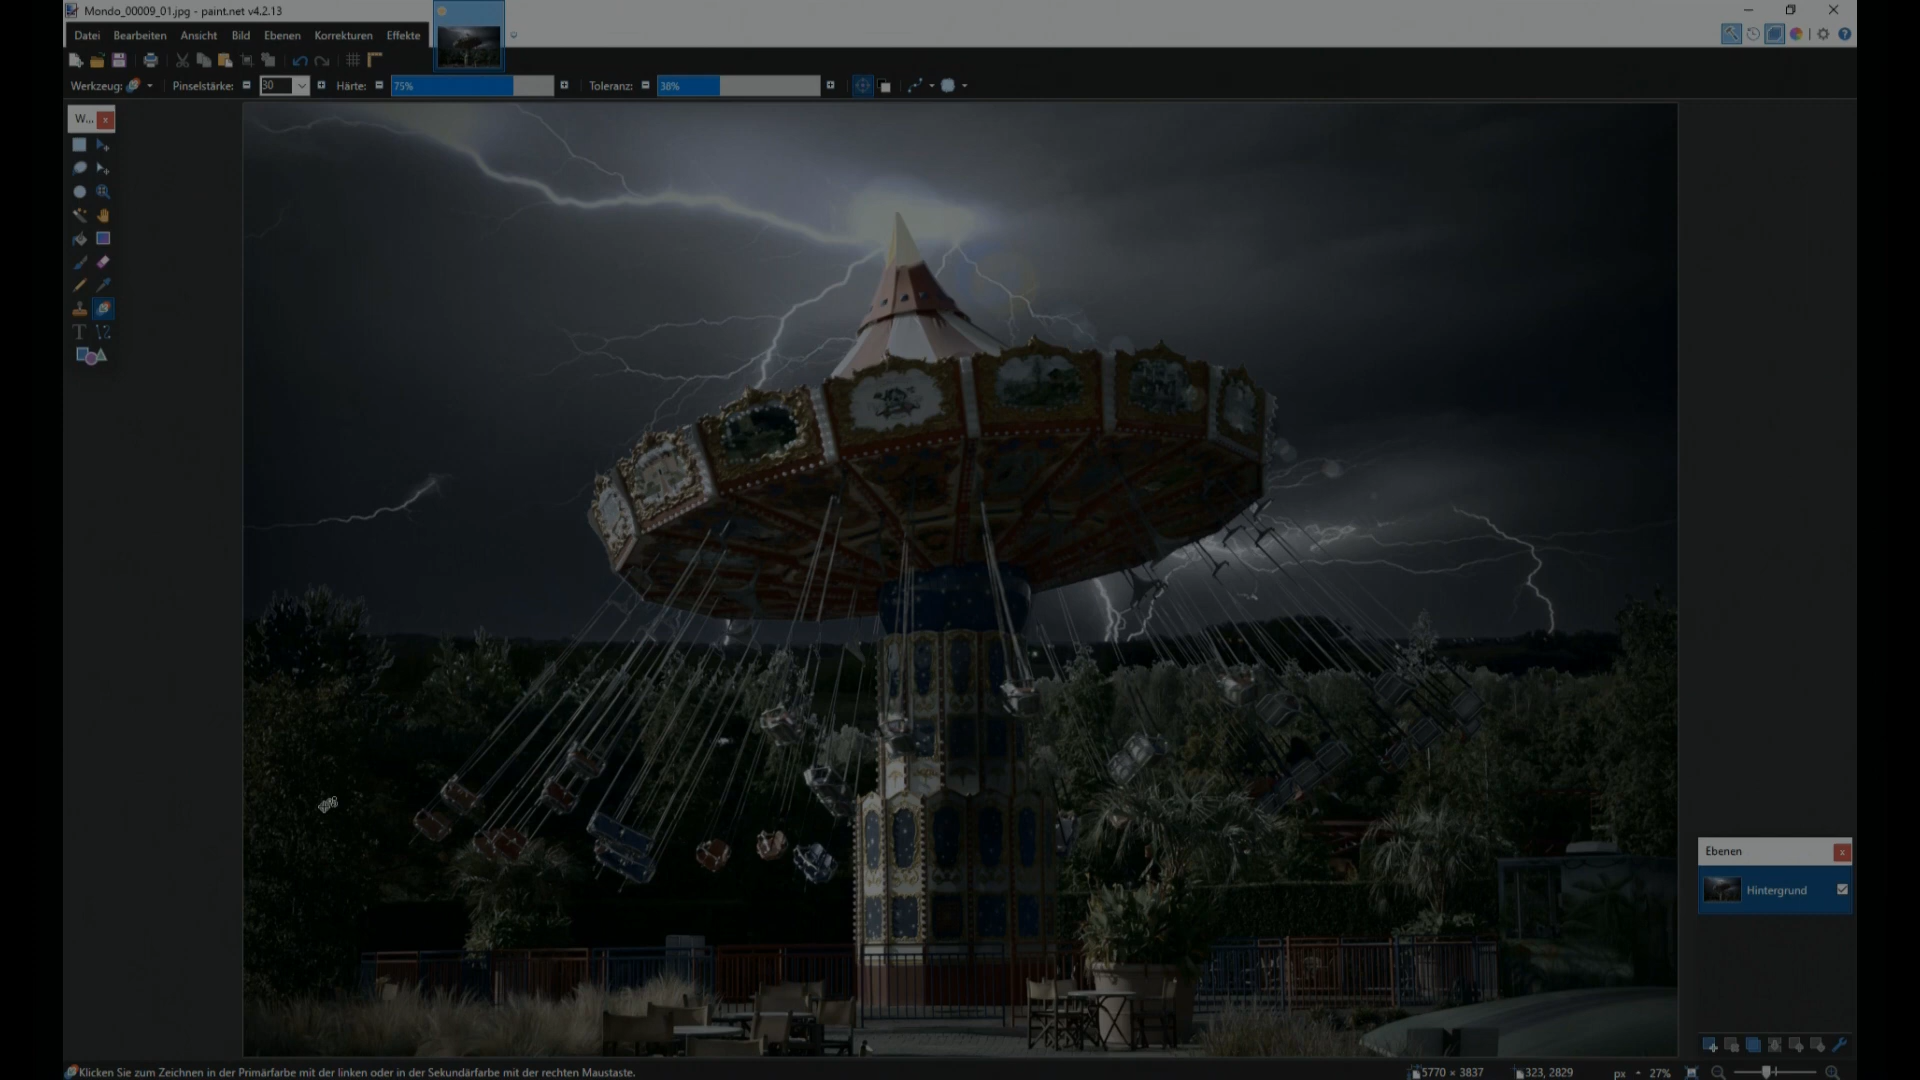 Mondo_00009_01.jpg - paint.net v4.2.13
Datei Bearbeiten Ansicht Bild Ebenen Korrekturen Effekte
Werkzeug: Pinselstärke: 30 Härte: 75% Toleranz: 38%
W...
Ebenen
Hintergrund
Klicken Sie zum Zeichnen in der Primärfarbe mit der linken oder in der Sekundärfarbe mit der rechten Maustaste.
5770 × 3837 323, 2829 px 27%